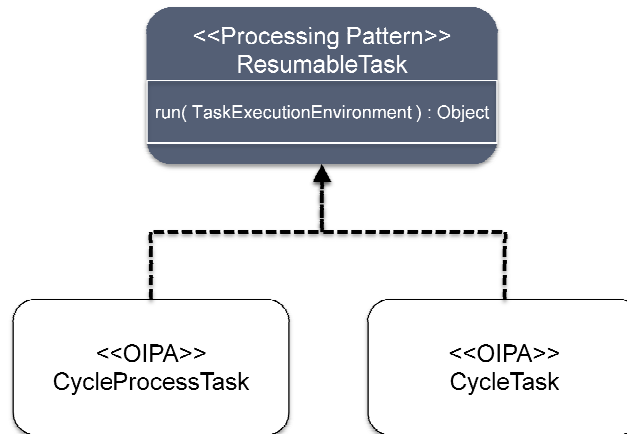 <<Processing Pattern>>
ResumableTask
run( TaskExecutionEnvironment ) : Object
<<OIPA>>
CycleProcessTask
<<OIPA>>
CycleTask